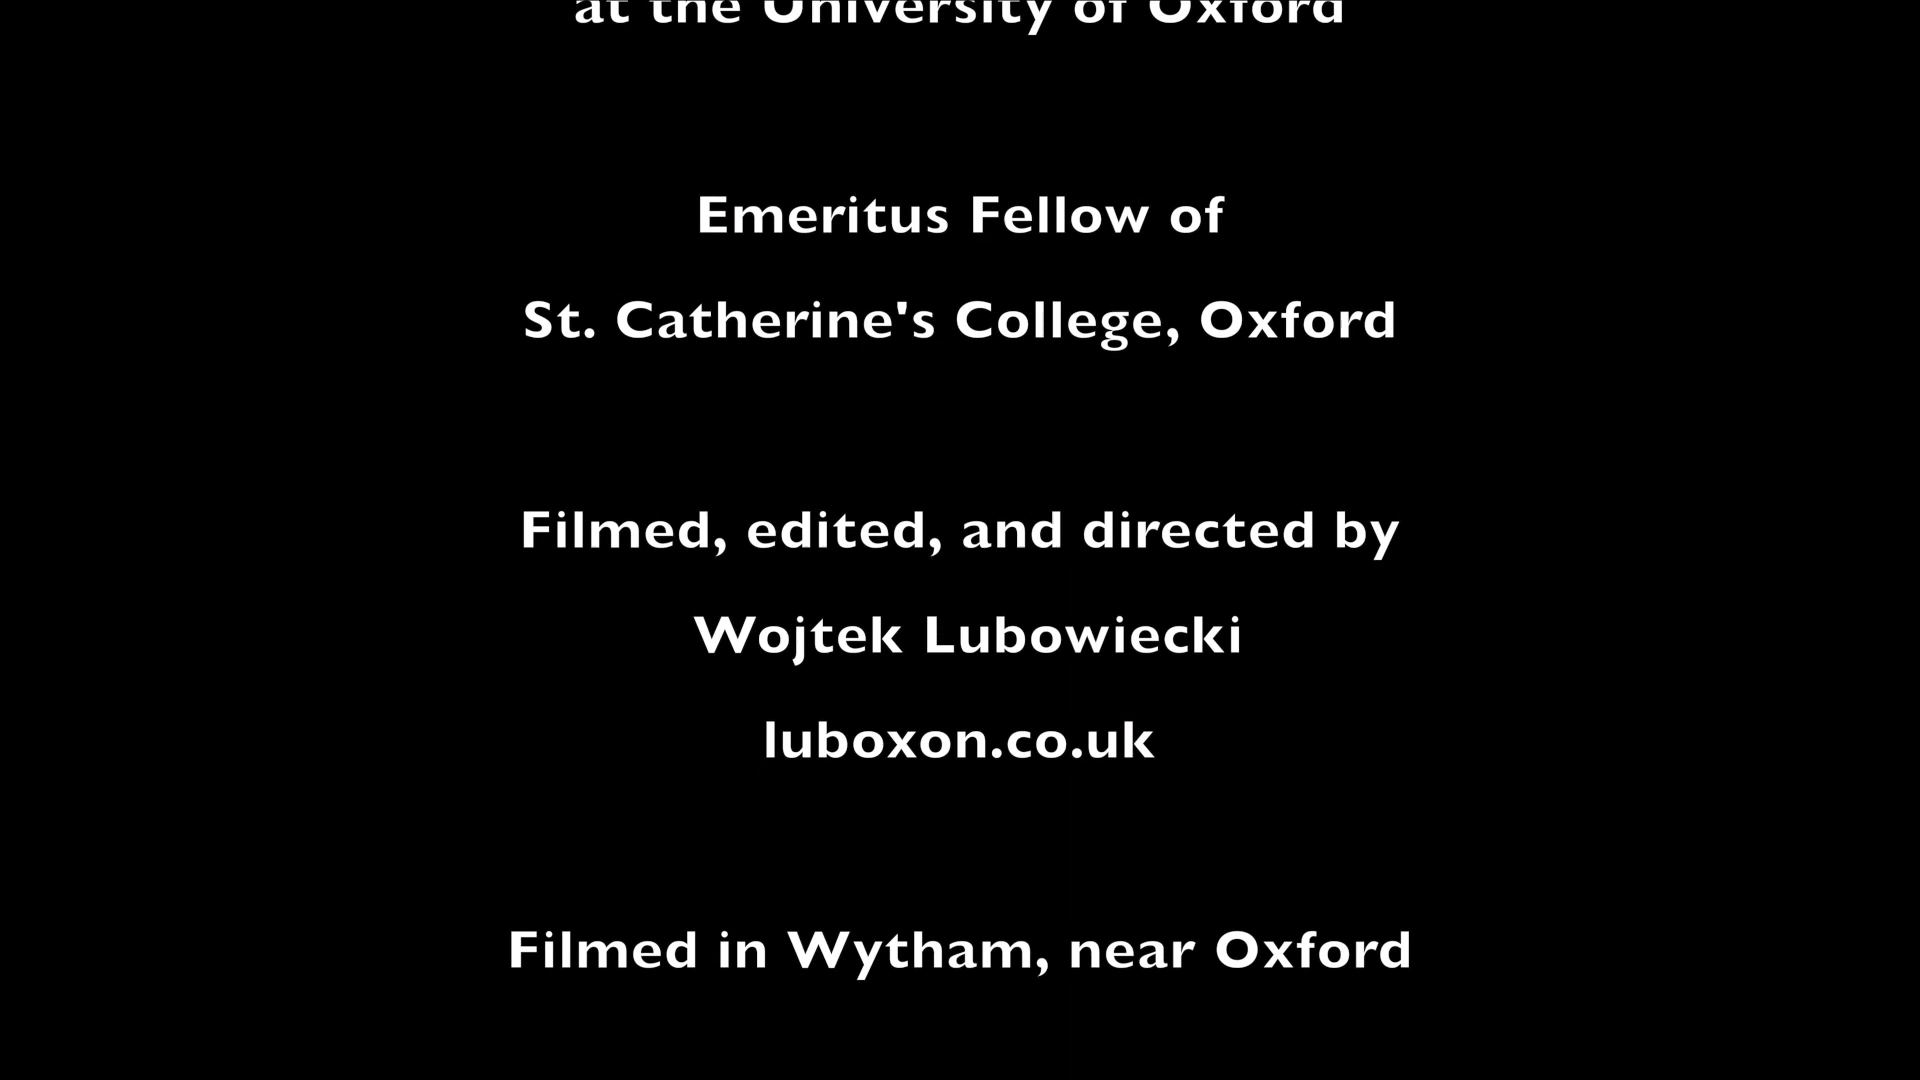 at the University of Oxford
Emeritus Fellow of
St. Catherine's College, Oxford
Filmed, edited, and directed by
Wojtek Lubowiecki
luboxon.co.uk
Filmed in Wytham, near Oxford